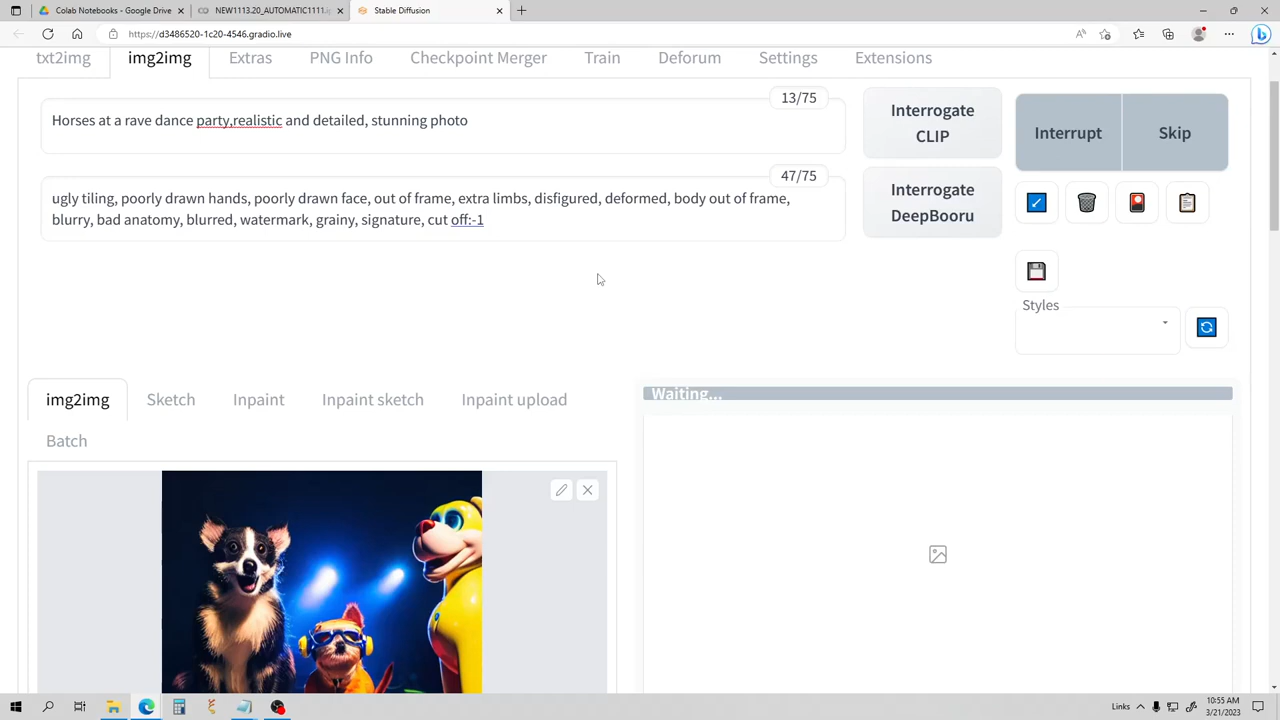 Colab Notebooks - Google Drive
NEW1113.20_AUTOMATIC1111.i
Stable Diffusion
https://d3486520-1c20-4546.gradio.live
txt2img
img2img
Extras
PNG Info
Checkpoint Merger
Train
Deforum
Settings
Extensions
13/75
Horses at a rave dance party,realistic and detailed, stunning photo
Interrogate
CLIP
Interrupt
Skip
47/75
ugly tiling, poorly drawn hands, poorly drawn face, out of frame, extra limbs, disfigured, deformed, body out of frame,
blurry, bad anatomy, blurred, watermark, grainy, signature, cut off:-1
Interrogate
DeepBooru
Styles
img2img
Sketch
Inpaint
Inpaint sketch
Inpaint upload
Batch
Waiting...
Links
10:55 AM
3/21/2023